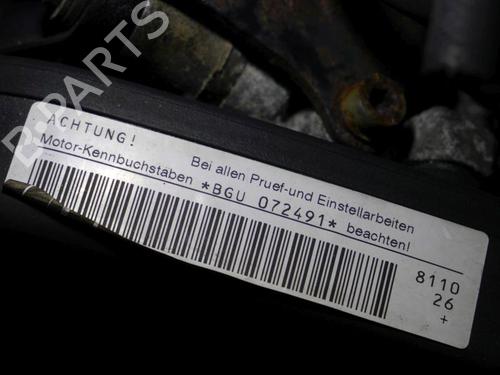 B-PARTS
ACHTUNG!
Bei allen Pruef-und Einstellarbeiten
Motor-Kennbuchstaben *BGU 072491* beachten!
8110
26
+